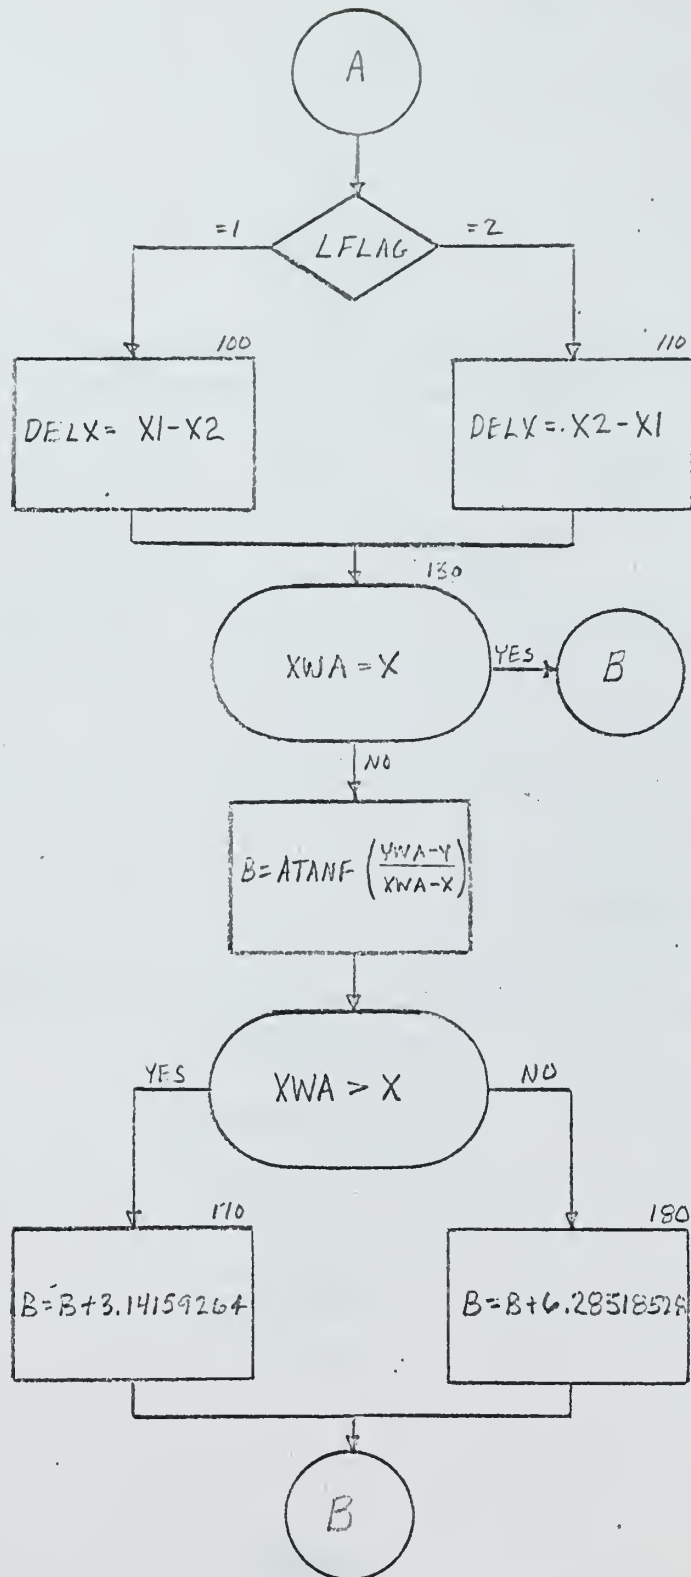 A
=1
LFLAG
=2
100
110
DELX = X1-X2
DELX =. X2-X1
130
XWA = X
YES
B
NO
B=ATANF (YWA-Y / XWA-X)
YES
XWA > X
NO
170
180
B=B+3.14159264
B=B+6.28318528
B